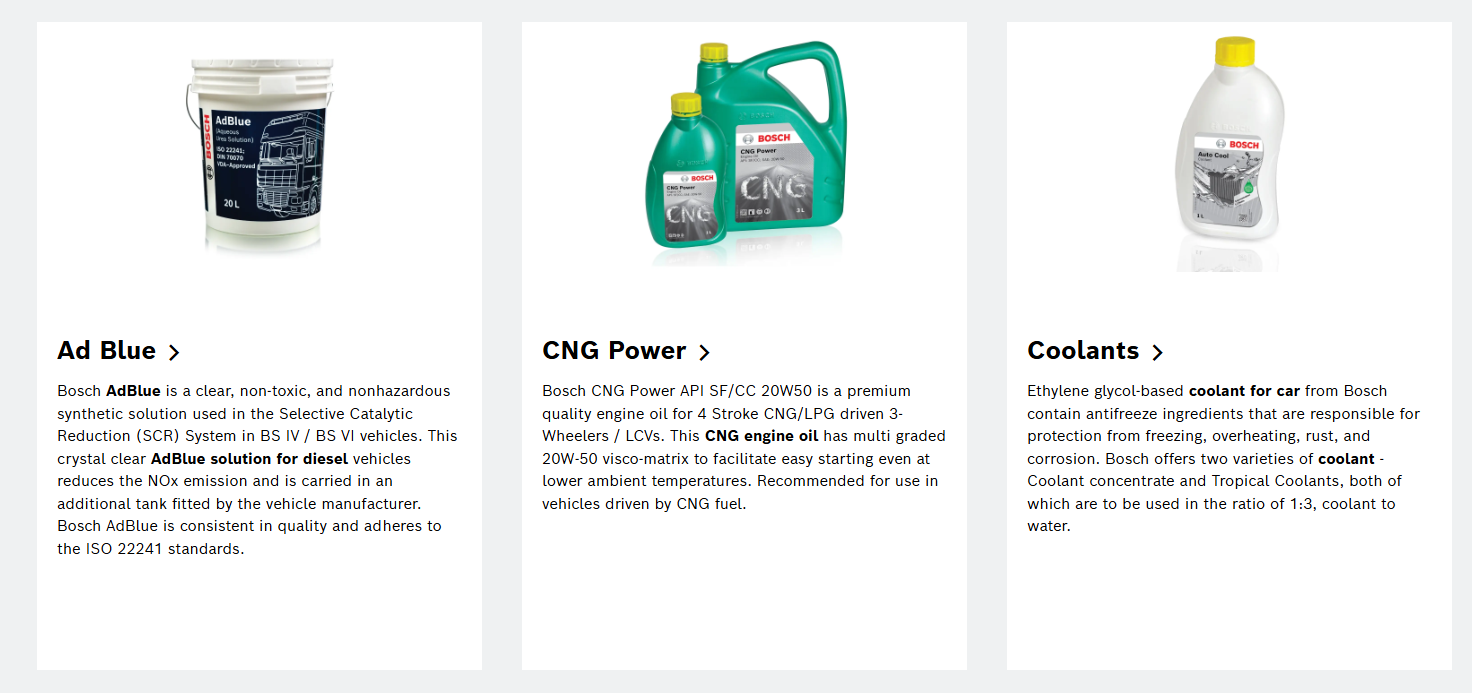 BOSCH
AdBlue
(Aqueous
Urea Solution)
ISO 22241;
DIN 70070
VDA-Approved
20 L
BOSCH
CNG Power
Engine Oil
CNG
BOSCH
CNG Power
CNG
BOSCH
Auto Cool
Coolant
1 L
Ad Blue
Bosch AdBlue is a clear, non-toxic, and nonhazardous
synthetic solution used in the Selective Catalytic
Reduction (SCR) System in BS IV / BS VI vehicles. This
crystal clear AdBlue solution for diesel vehicles
reduces the NOx emission and is carried in an
additional tank fitted by the vehicle manufacturer.
Bosch AdBlue is consistent in quality and adheres to
the ISO 22241 standards.
CNG Power
Bosch CNG Power API SF/CC 20W50 is a premium
quality engine oil for 4 Stroke CNG/LPG driven 3-
Wheelers / LCVs. This CNG engine oil has multi graded
20W-50 visco-matrix to facilitate easy starting even at
lower ambient temperatures. Recommended for use in
vehicles driven by CNG fuel.
Coolants
Ethylene glycol-based coolant for car from Bosch
contain antifreeze ingredients that are responsible for
protection from freezing, overheating, rust, and
corrosion. Bosch offers two varieties of coolant -
Coolant concentrate and Tropical Coolants, both of
which are to be used in the ratio of 1:3, coolant to
water.